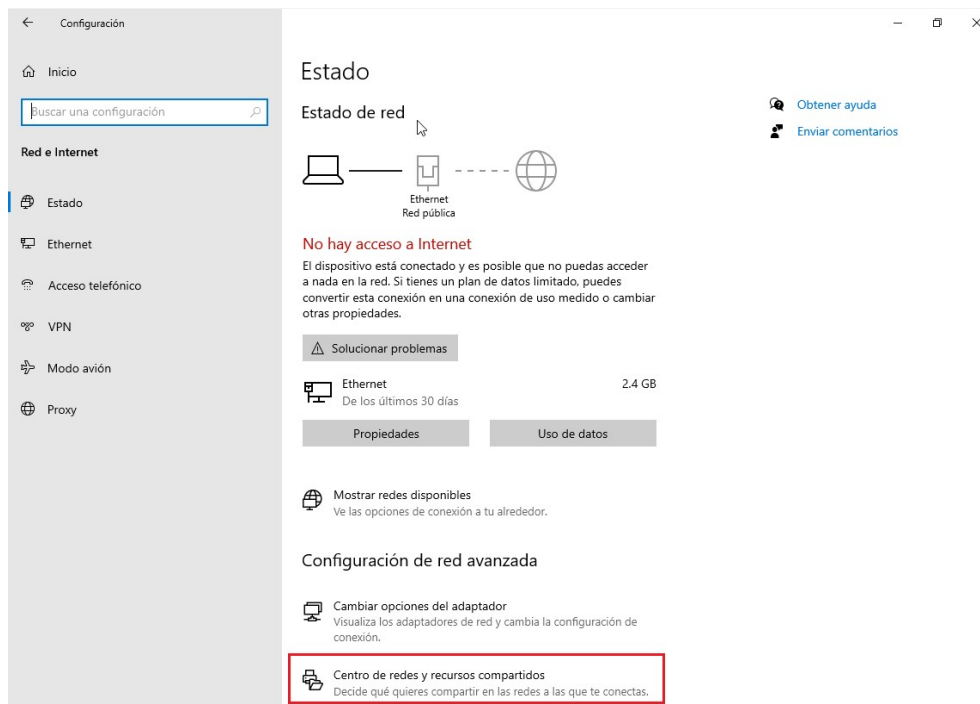 Configuración
Inicio
Buscar una configuración
Red e Internet
Estado
Ethernet
Acceso telefónico
VPN
Modo avión
Proxy
Estado
Estado de red
Ethernet
Red pública
No hay acceso a Internet
El dispositivo está conectado y es posible que no puedas acceder
a nada en la red. Si tienes un plan de datos limitado, puedes
convertir esta conexión en una conexión de uso medido o cambiar
otras propiedades.
Solucionar problemas
Ethernet 2.4 GB
De los últimos 30 días
Propiedades Uso de datos
Mostrar redes disponibles
Ve las opciones de conexión a tu alrededor.
Configuración de red avanzada
Cambiar opciones del adaptador
Visualiza los adaptadores de red y cambia la configuración de
conexión.
Centro de redes y recursos compartidos
Decide qué quieres compartir en las redes a las que te conectas.
Obtener ayuda
Enviar comentarios